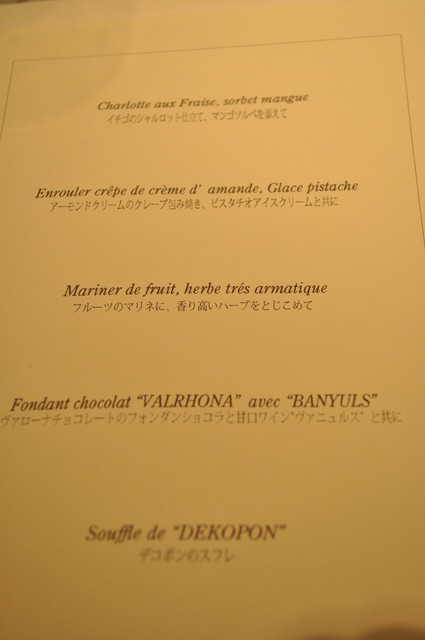 Charlotte aux Fraise, sorbet mangue
イチゴのシャルロット仕立て、マンゴソルベを添えて
Enrouler crêpe de crème d' amande, Glace pistache
アーモンドクリームのクレープ包み焼き、ピスタチオアイスクリームと共に
Mariner de fruit, herbe trés armatique
フルーツのマリネに、香り高いハーブをとじこめて
Fondant chocolat “VALRHONA” avec “BANYULS”
ヴァローナチョコレートのフォンダンショコラと甘口ワイン"ヴァニュルス" と共に
Souffle de “DEKOPON”
デコポンのスフレ